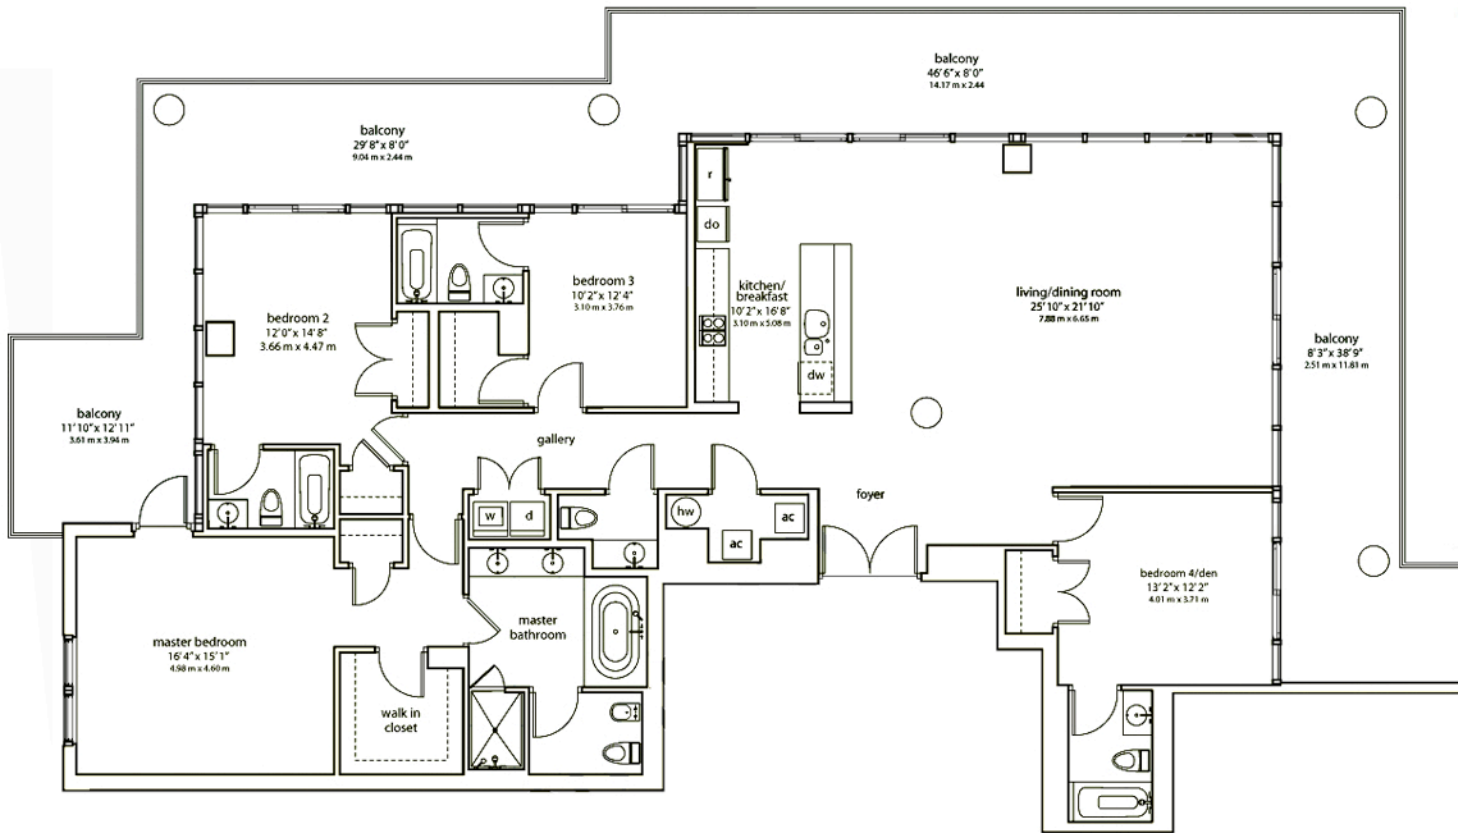 balcony
46'6" x 8'0"
14.17 m x 2.44
balcony
29'8" x 8'0"
9.04 m x 2.44 m
r
do
bedroom 3
10'2" x 12'4"
3.10 m x 3.76 m
kitchen/
breakfast
10'2" x 16'8"
3.10 m x 5.08 m
living/dining room
25'10" x 21'10"
7.88 m x 6.65 m
bedroom 2
12'0" x 14'8"
3.66 m x 4.47 m
dw
balcony
8'3" x 38'9"
2.51 m x 11.81 m
balcony
11'10" x 12'11"
3.61 m x 3.94 m
gallery
foyer
w
d
hw
ac
ac
bedroom 4/den
13'2" x 12'2"
4.01 m x 3.71 m
master
bathroom
master bedroom
16'4" x 15'1"
4.98 m x 4.60 m
walk in
closet